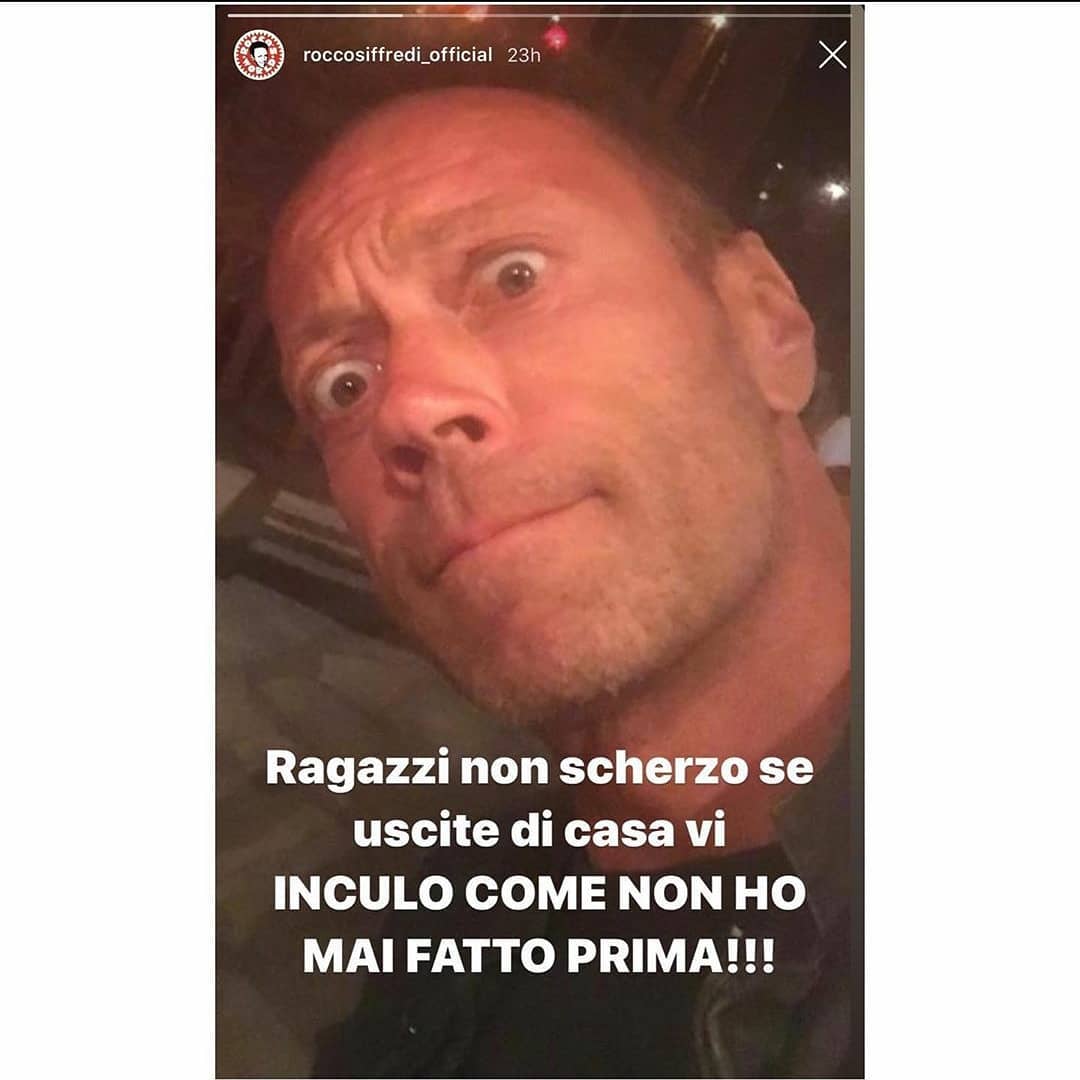 roccosiffredi_official 23h
Ragazzi non scherzo se
uscite di casa vi
INCULO COME NON HO
MAI FATTO PRIMA!!!